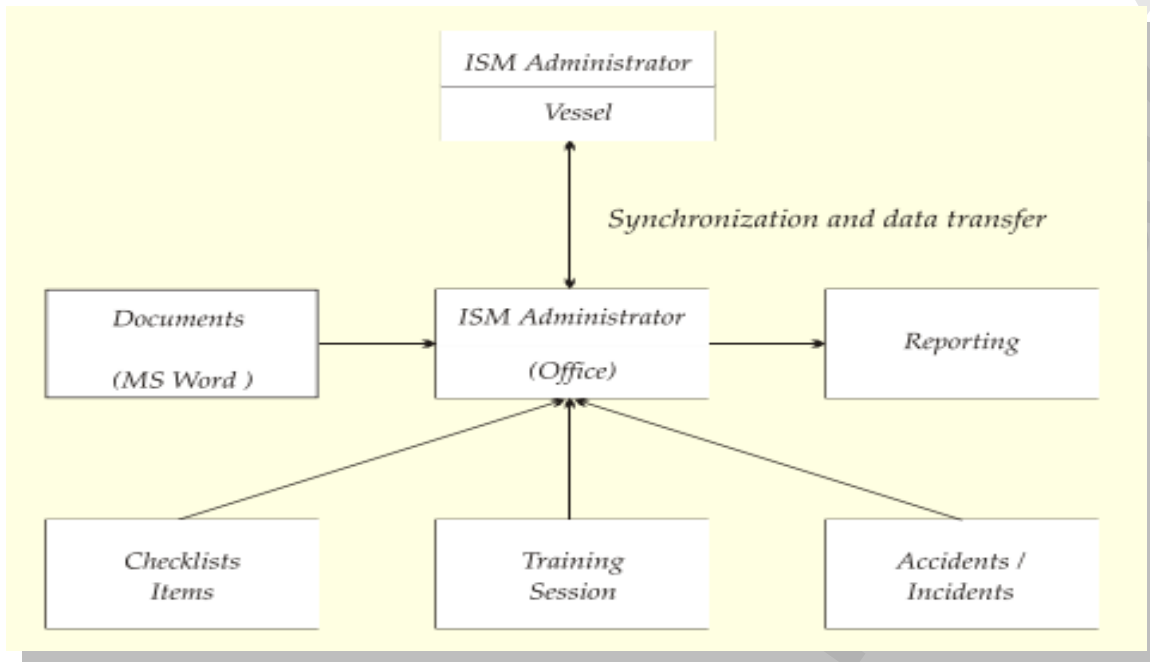 ISM Administrator
Vessel
Synchronization and data transfer
Documents
(MS Word )
ISM Administrator
(Office)
Reporting
Checklists
Items
Training
Session
Accidents /
Incidents